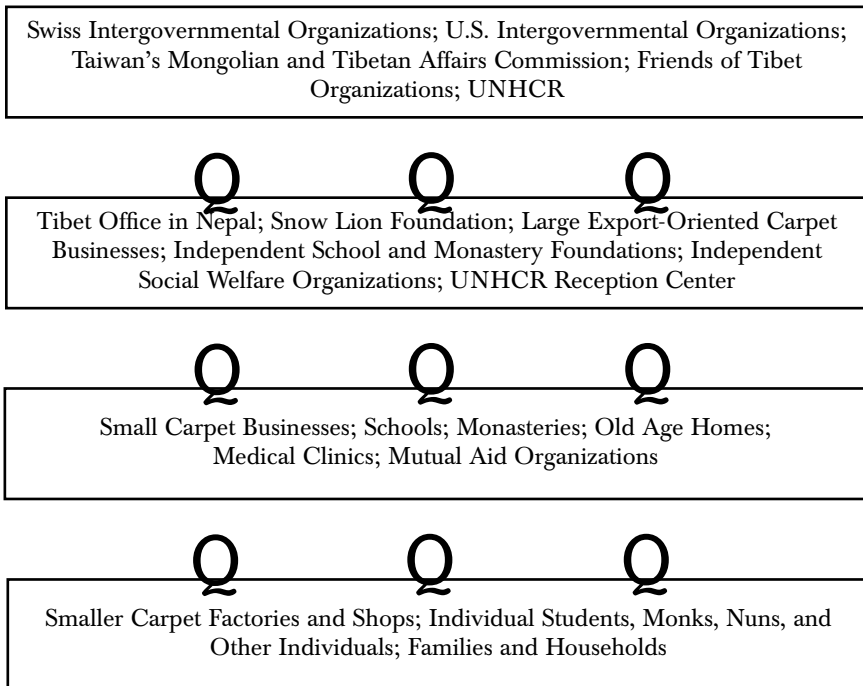 Swiss Intergovernmental Organizations; U.S. Intergovernmental Organizations;
Taiwan’s Mongolian and Tibetan Affairs Commission; Friends of Tibet
Organizations; UNHCR
Q Q Q
Tibet Office in Nepal; Snow Lion Foundation; Large Export-Oriented Carpet
Businesses; Independent School and Monastery Foundations; Independent
Social Welfare Organizations; UNHCR Reception Center
Q Q Q
Small Carpet Businesses; Schools; Monasteries; Old Age Homes;
Medical Clinics; Mutual Aid Organizations
Q Q Q
Smaller Carpet Factories and Shops; Individual Students, Monks, Nuns, and
Other Individuals; Families and Households